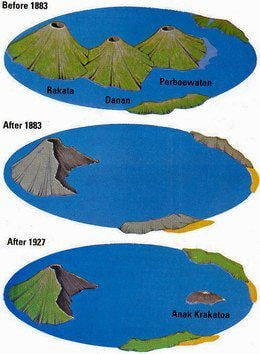 Before 1883
Perboewatan
Rakata
Danan
After 1883
After 1927
Anak Krakatoa